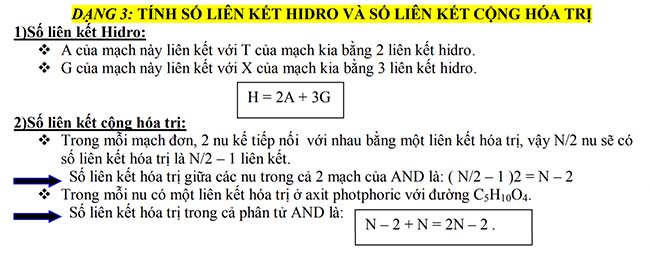 DẠNG 3: TÍNH SỐ LIÊN KẾT HIDRO VÀ SỐ LIÊN KẾT CỘNG HÓA TRỊ
1)Số liên kết Hidro:
❖ A của mạch này liên kết với T của mạch kia bằng 2 liên kết hidro.
❖ G của mạch này liên kết với X của mạch kia bằng 3 liên kết hidro.
H = 2A + 3G
2)Số liên kết cộng hóa trị:
❖ Trong mỗi mạch đơn, 2 nu kế tiếp nối với nhau bằng một liên kết hóa trị, vậy N/2 nu sẽ có
số liên kết hóa trị là N/2 – 1 liên kết.
Số liên kết hóa trị giữa các nu trong cả 2 mạch của AND là: ( N/2 – 1 )2 = N – 2
❖ Trong mỗi nu có một liên kết hóa trị ở axit photphoric với đường C₅H₁₀O₄.
Số liên kết hóa trị trong cả phân tử AND là:
N – 2 + N = 2N – 2 .